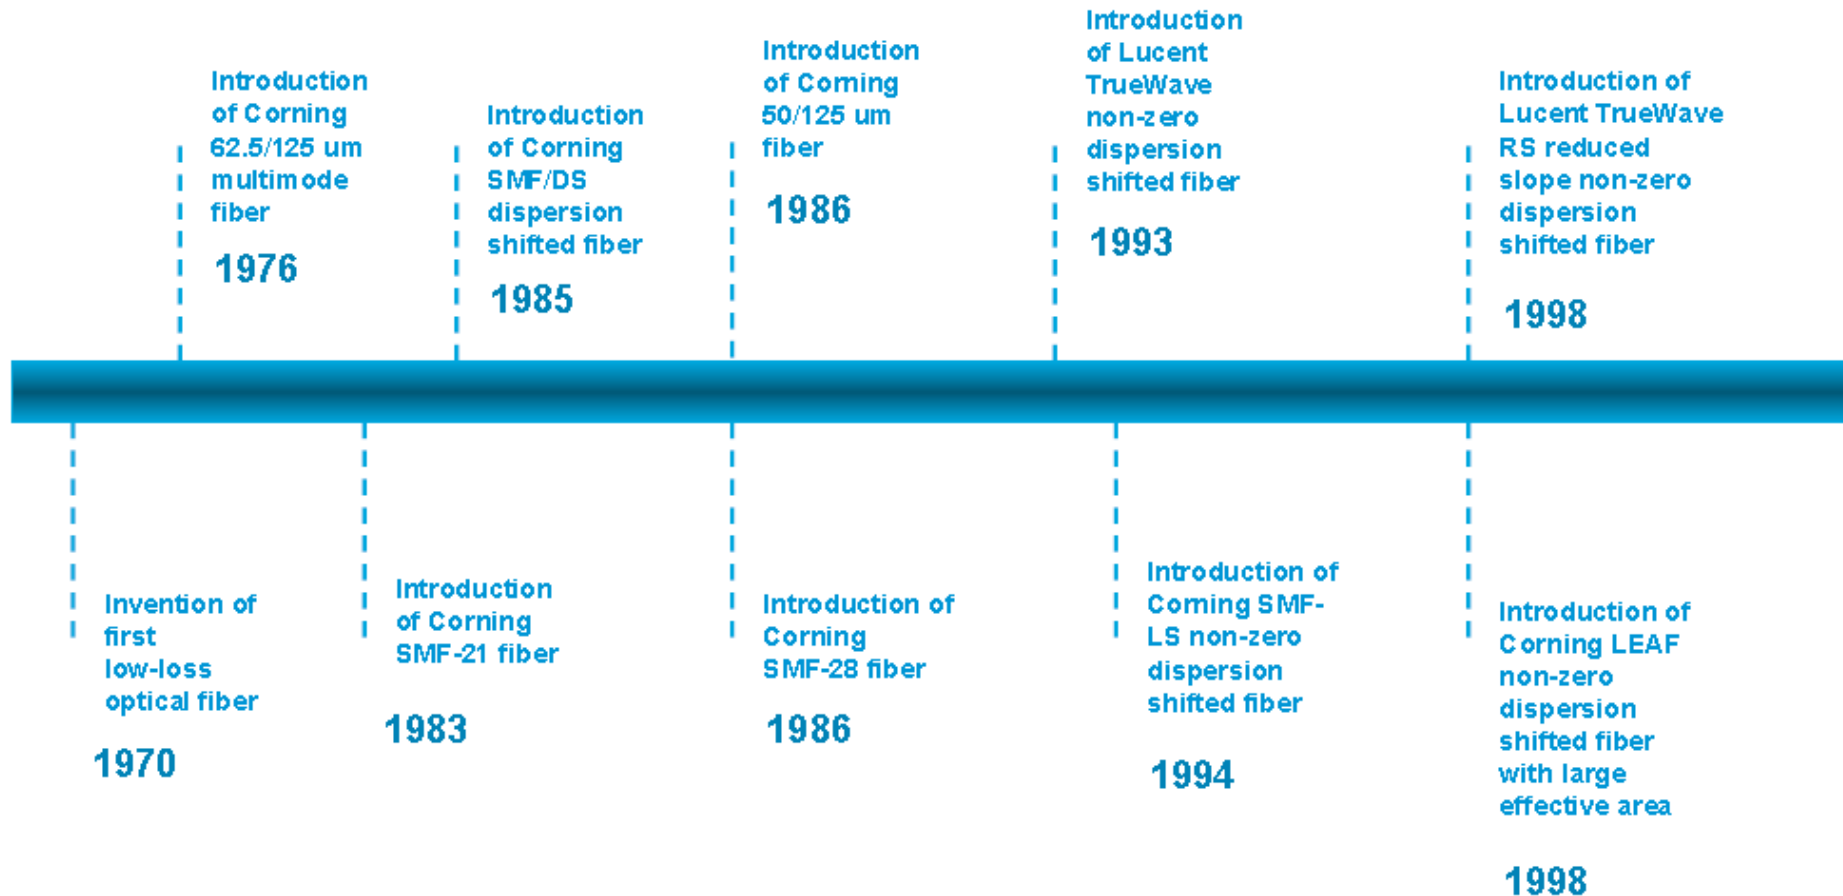 Introduction
of Corning
62.5/125 um
multimode
fiber
1976
Introduction
of Corning
SMF/DS
dispersion
shifted fiber
1985
Introduction
of Corning
50/125 um
fiber
1986
Introduction
of Lucent
TrueWave
non-zero
dispersion
shifted fiber
1993
Introduction of
Lucent TrueWave
RS reduced
slope non-zero
dispersion
shifted fiber
1998
Invention of
first
low-loss
optical fiber
1970
Introduction
of Corning
SMF-21 fiber
1983
Introduction of
Corning
SMF-28 fiber
1986
Introduction of
Corning SMF-
LS non-zero
dispersion
shifted fiber
1994
Introduction of
Corning LEAF
non-zero
dispersion
shifted fiber
with large
effective area
1998